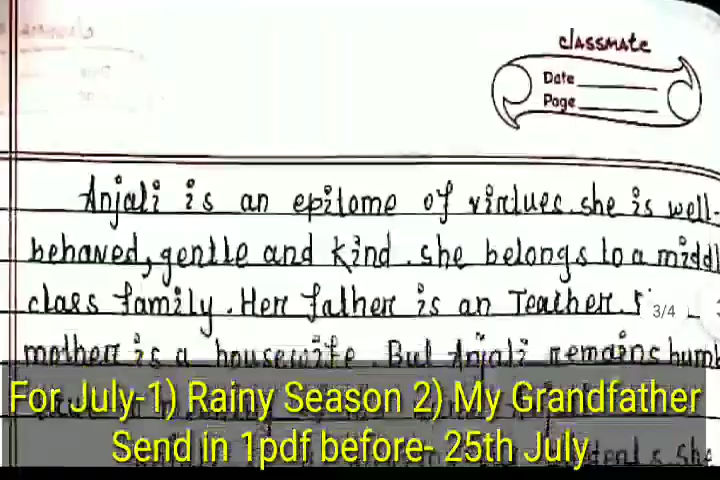 classmate
Date
Page
Anjali is an epitome of virtues. she is well-
behaved, gentle and kind. she belongs to a middl
class family. Her father is an Teacher.
3/4
mother is a housewife. But Anjali remains humb
For July-1) Rainy Season 2) My Grandfather
Send in 1pdf before- 25th July
she